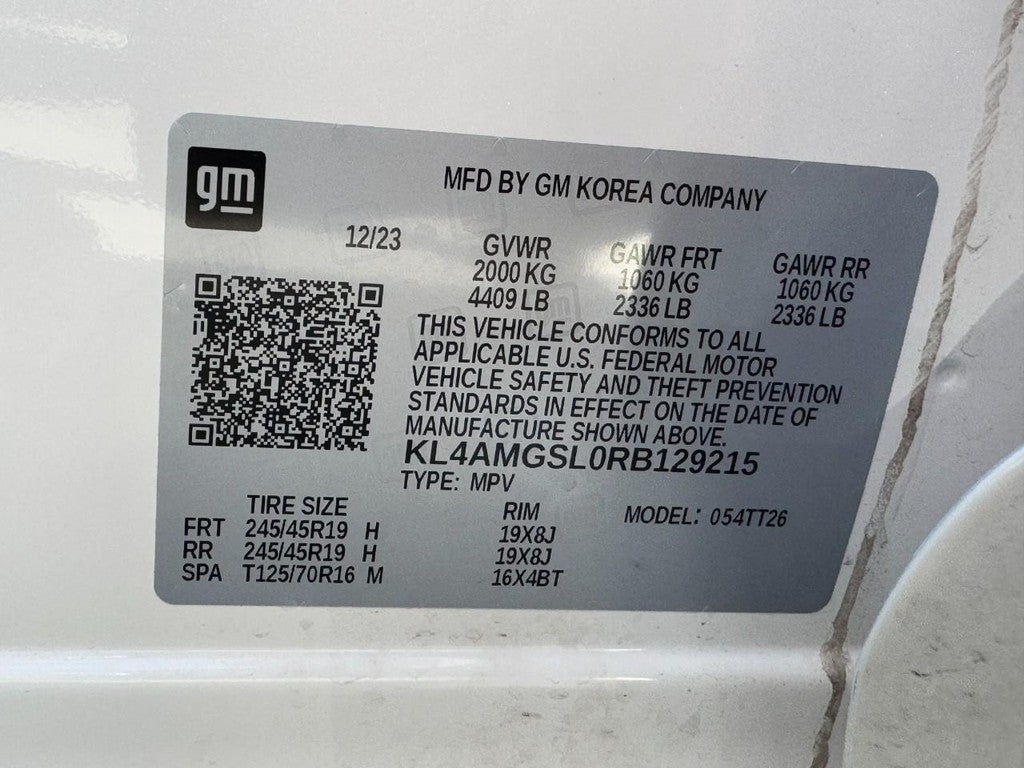 gm
MFD BY GM KOREA COMPANY
12/23
GVWR GAWR FRT GAWR RR
2000 KG 1060 KG 1060 KG
4409 LB 2336 LB 2336 LB
THIS VEHICLE CONFORMS TO ALL
APPLICABLE U.S. FEDERAL MOTOR
VEHICLE SAFETY AND THEFT PREVENTION
STANDARDS IN EFFECT ON THE DATE OF
MANUFACTURE SHOWN ABOVE.
KL4AMGSL0RB129215
TYPE: MPV
TIRE SIZE RIM MODEL: 054TT26
FRT 245/45R19 H 19X8J
RR 245/45R19 H 19X8J
SPA T125/70R16 M 16X4BT